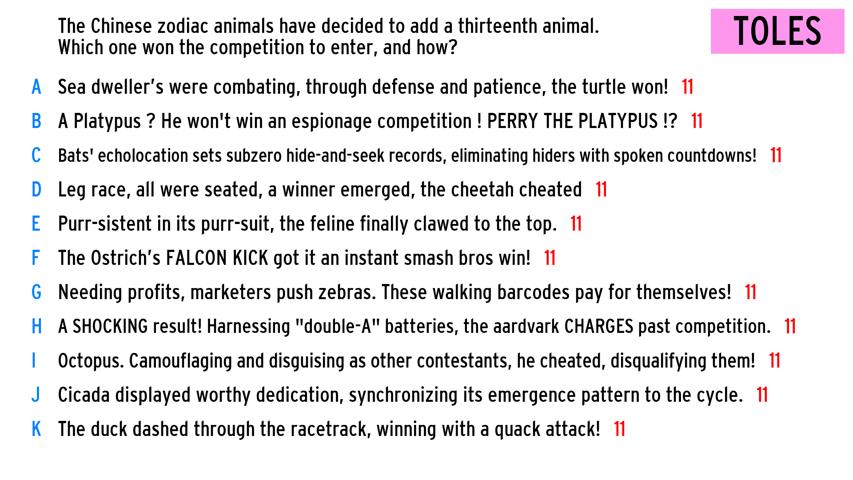 The Chinese zodiac animals have decided to add a thirteenth animal.
Which one won the competition to enter, and how?
TOLES
A Sea dweller's were combating, through defense and patience, the turtle won! 11
B A Platypus ? He won't win an espionage competition ! PERRY THE PLATYPUS !? 11
C Bats' echolocation sets subzero hide-and-seek records, eliminating hiders with spoken countdowns! 11
D Leg race, all were seated, a winner emerged, the cheetah cheated 11
E Purr-sistent in its purr-suit, the feline finally clawed to the top. 11
F The Ostrich's FALCON KICK got it an instant smash bros win! 11
G Needing profits, marketers push zebras. These walking barcodes pay for themselves! 11
H A SHOCKING result! Harnessing "double-A" batteries, the aardvark CHARGES past competition. 11
I Octopus. Camouflaging and disguising as other contestants, he cheated, disqualifying them! 11
J Cicada displayed worthy dedication, synchronizing its emergence pattern to the cycle. 11
K The duck dashed through the racetrack, winning with a quack attack! 11